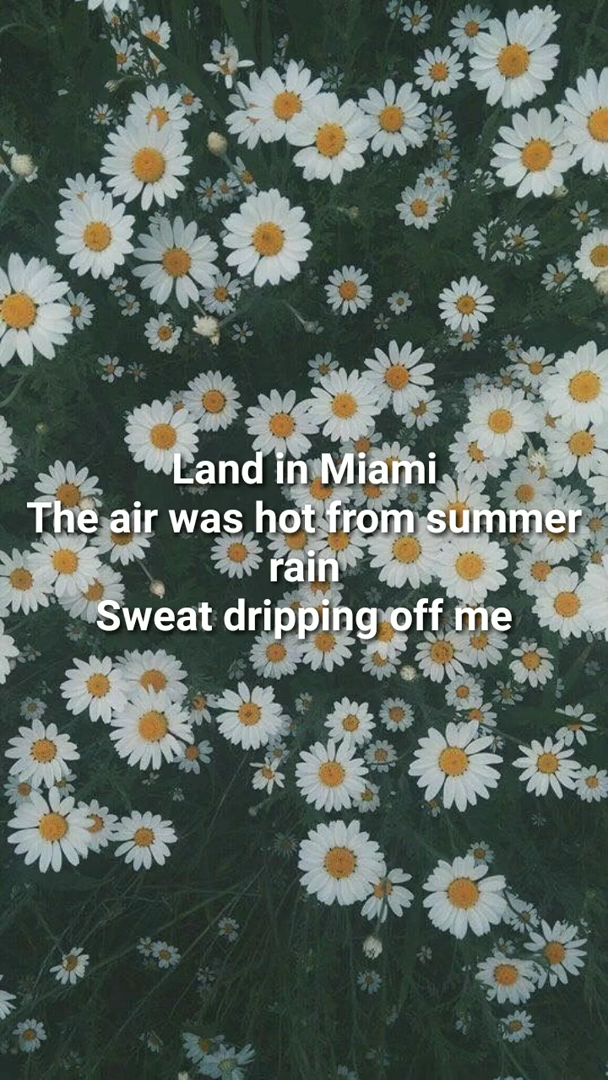 Land in Miami
The air was hot from summer
rain
Sweat dripping off me